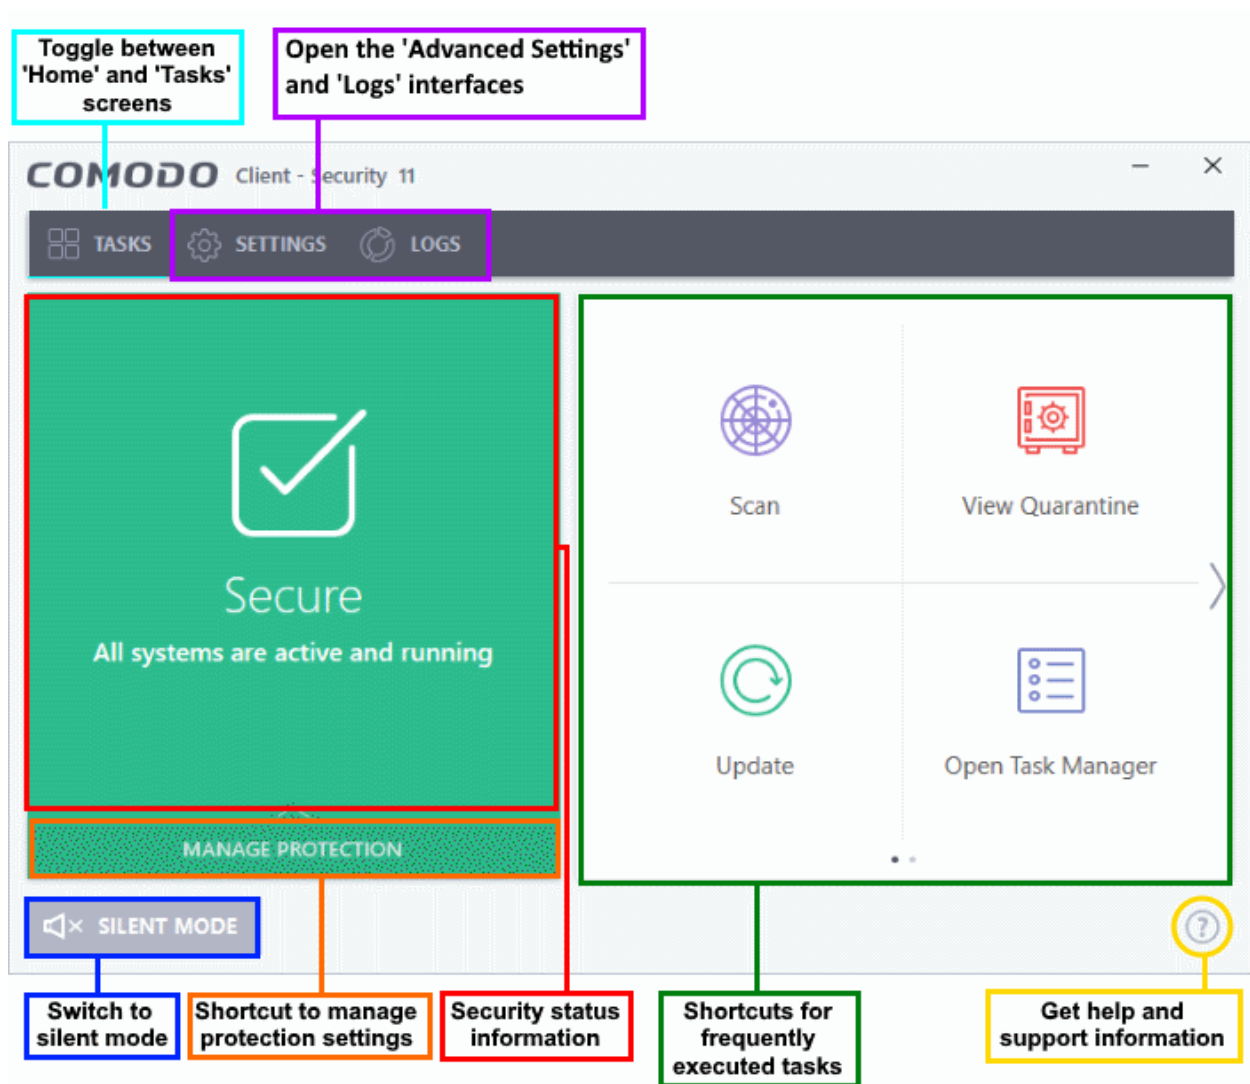 Toggle between
'Home' and 'Tasks'
screens
Open the 'Advanced Settings'
and 'Logs' interfaces
COMODO Client - Security 11
TASKS SETTINGS LOGS
Secure
All systems are active and running
MANAGE PROTECTION
Scan
View Quarantine
Update
Open Task Manager
SILENT MODE
?
Switch to
silent mode
Shortcut to manage
protection settings
Security status
information
Shortcuts for
frequently
executed tasks
Get help and
support information